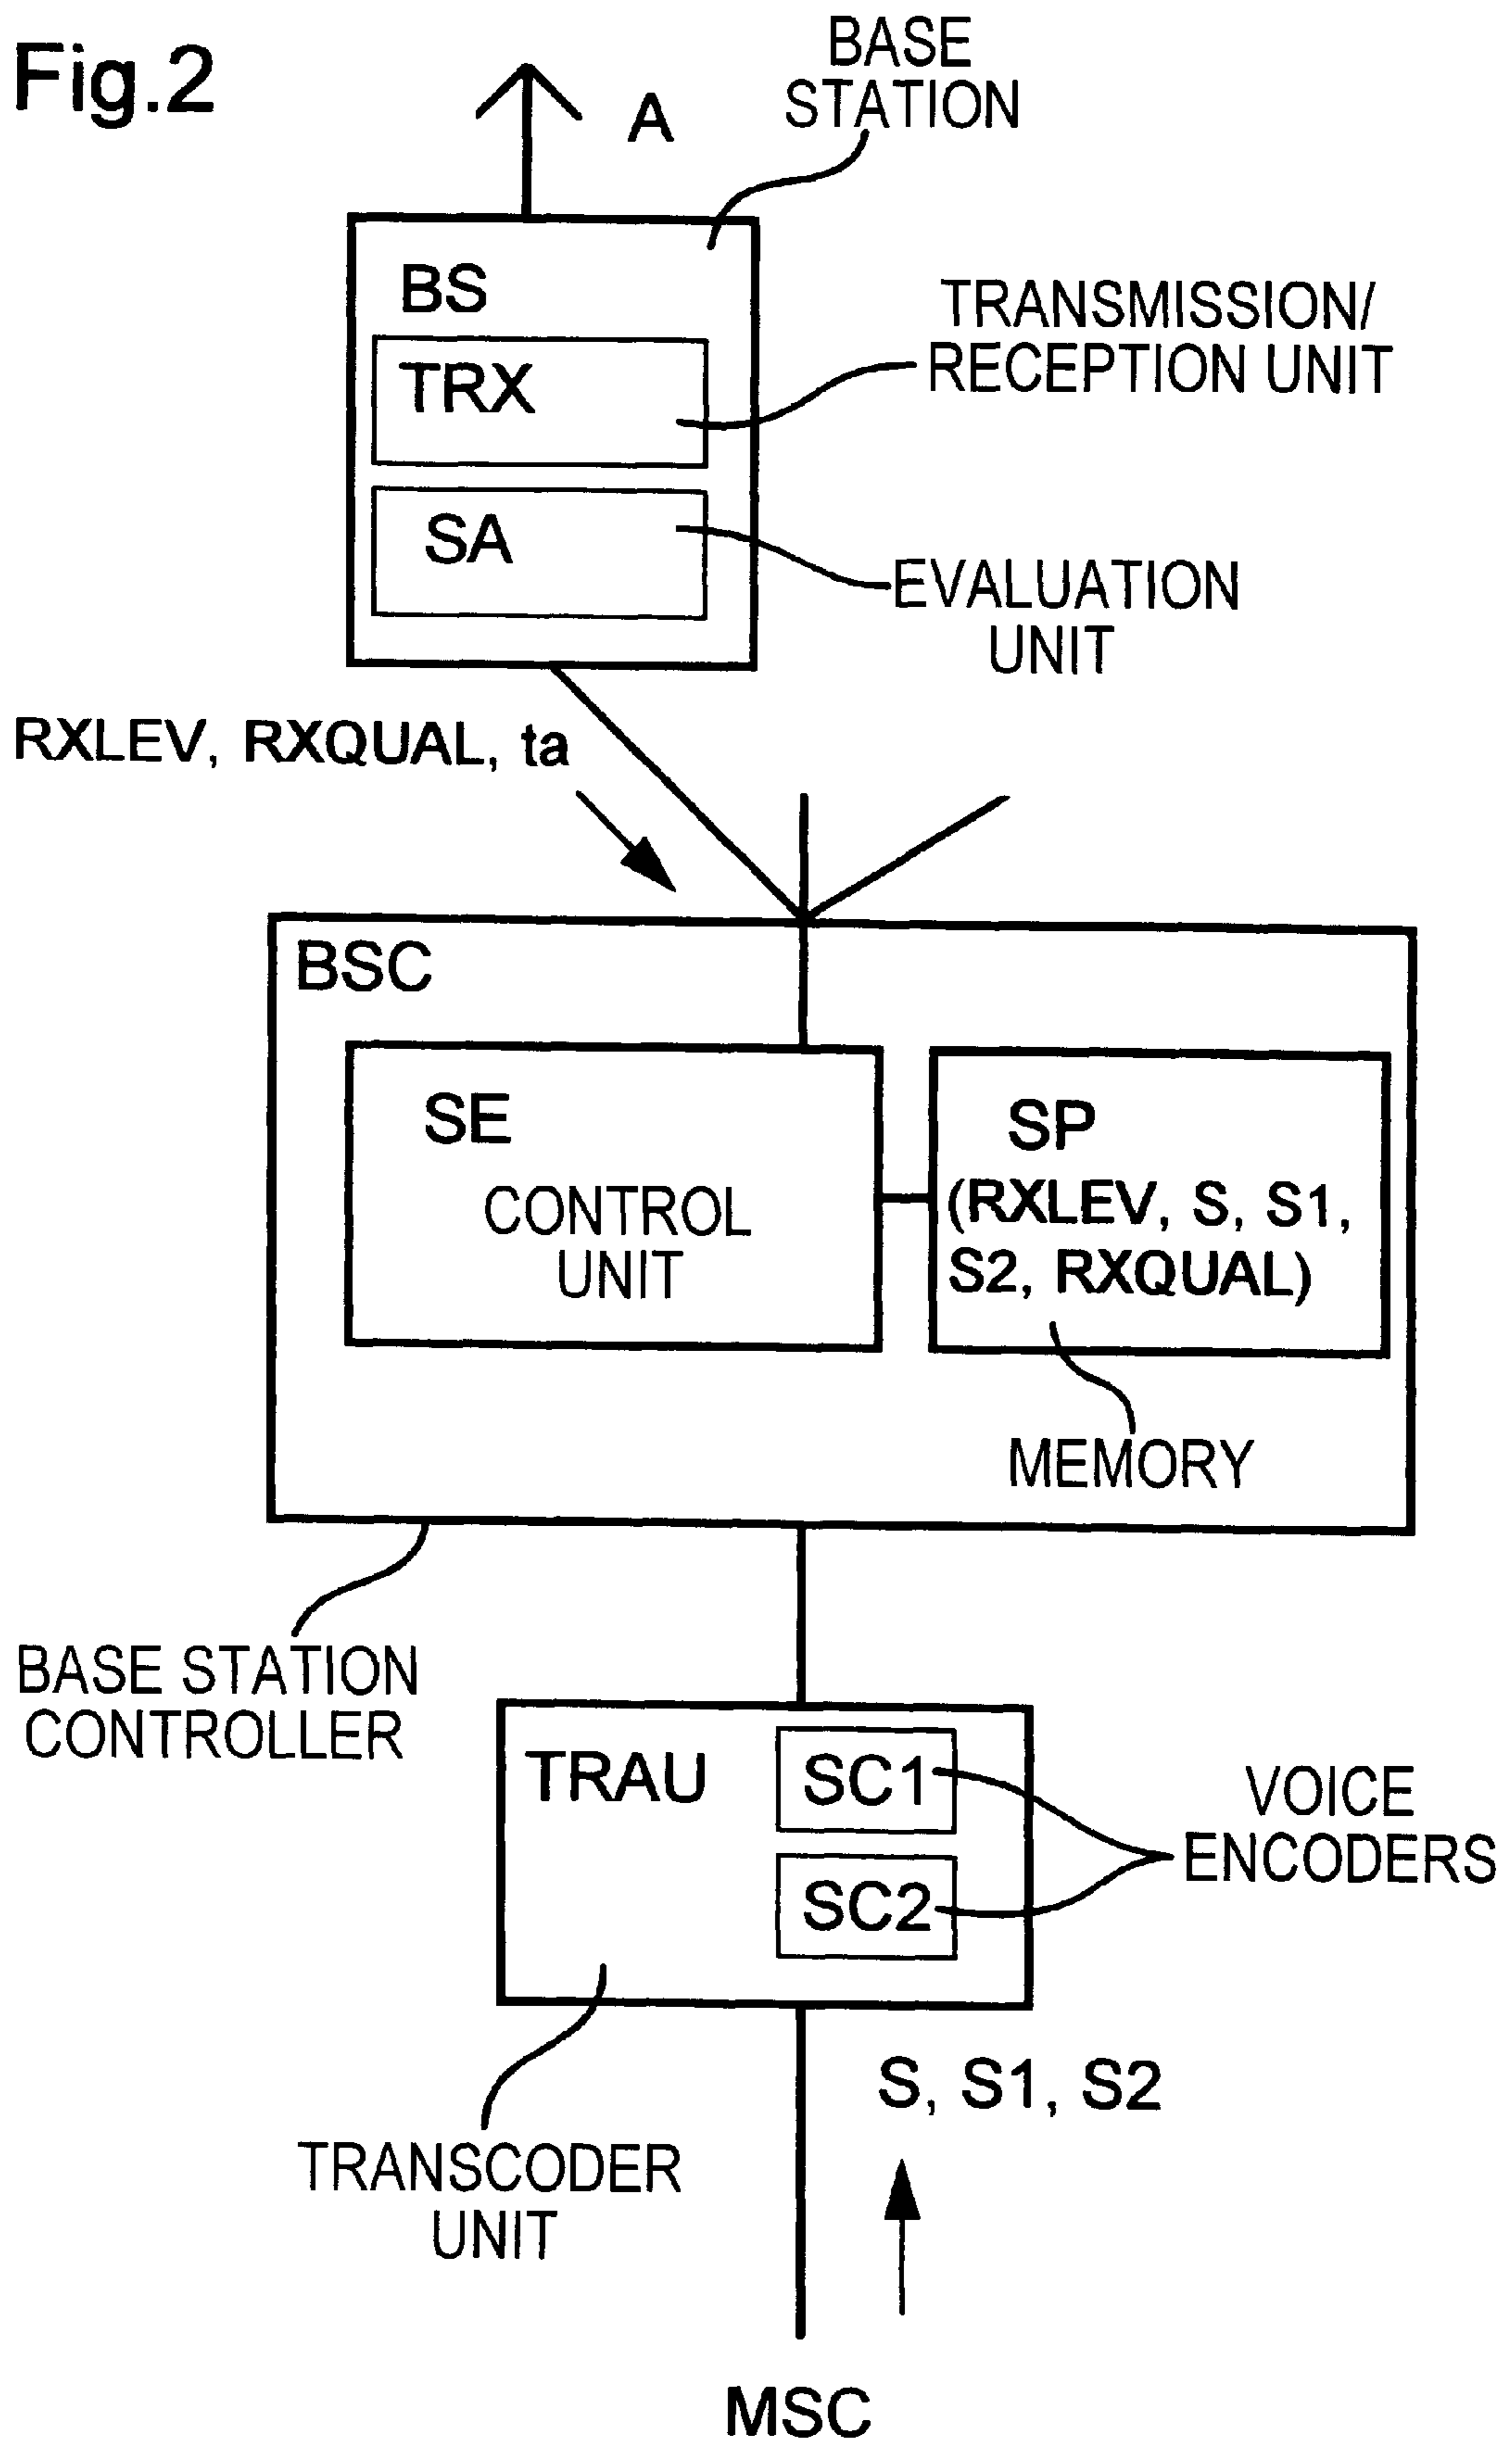 Fig.2
BASE
STATION
A
BS
TRX
TRANSMISSION/
RECEPTION UNIT
SA
EVALUATION
UNIT
RXLEV, RXQUAL, ta
BSC
SE
CONTROL
UNIT
SP
(RXLEV, S, S1,
S2, RXQUAL)
MEMORY
BASE STATION
CONTROLLER
TRAU
SC1
SC2
VOICE
ENCODERS
S, S1, S2
TRANSCODER
UNIT
MSC